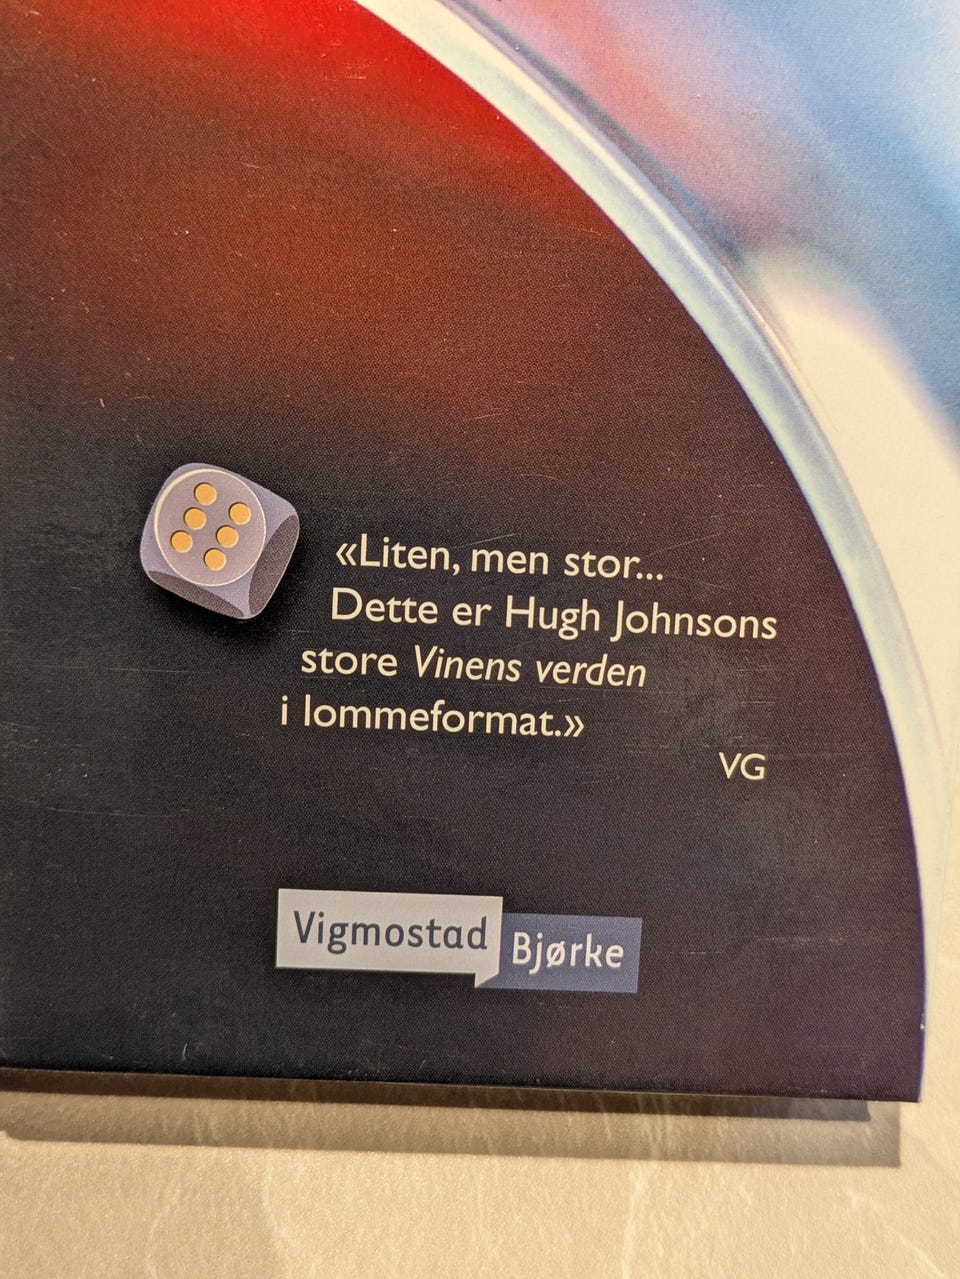 «Liten, men stor...
Dette er Hugh Johnsons
store Vinens verden
i lommeformat.»
VG
Vigmostad
Bjørke